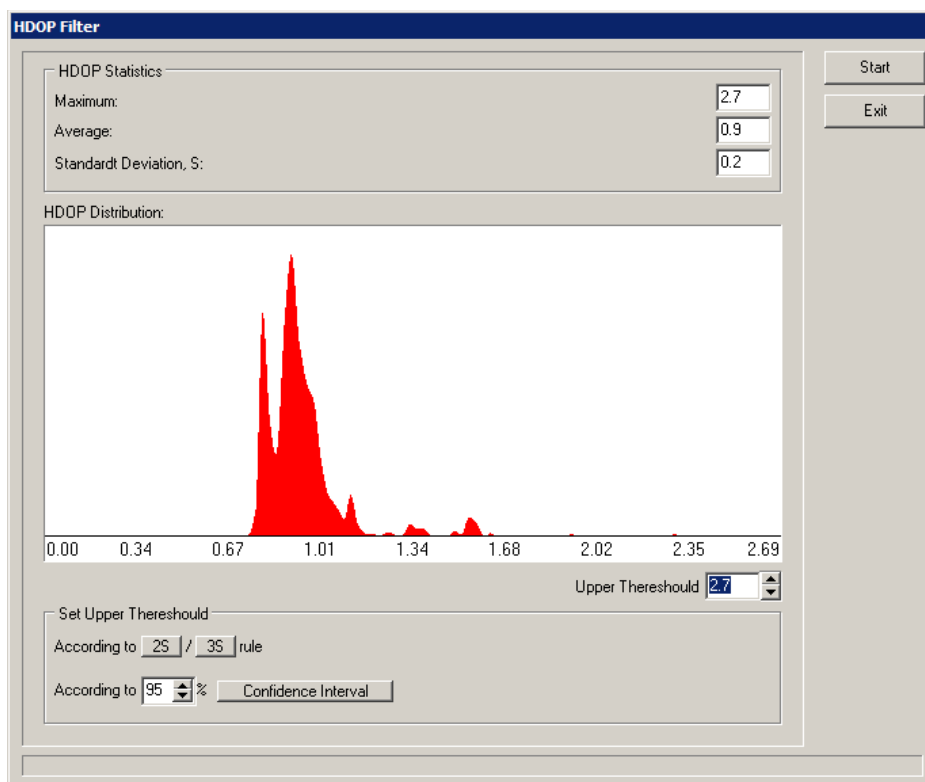 HDOP Filter
HDOP Statistics
Maximum: 2.7
Average: 0.9
Standardt Deviation, S: 0.2
Start
Exit
HDOP Distribution:
0.00 0.34 0.67 1.01 1.34 1.68 2.02 2.35 2.69
Upper Thereshould 2.7
Set Upper Thereshould
According to 2S / 3S rule
According to 95 % Confidence Interval